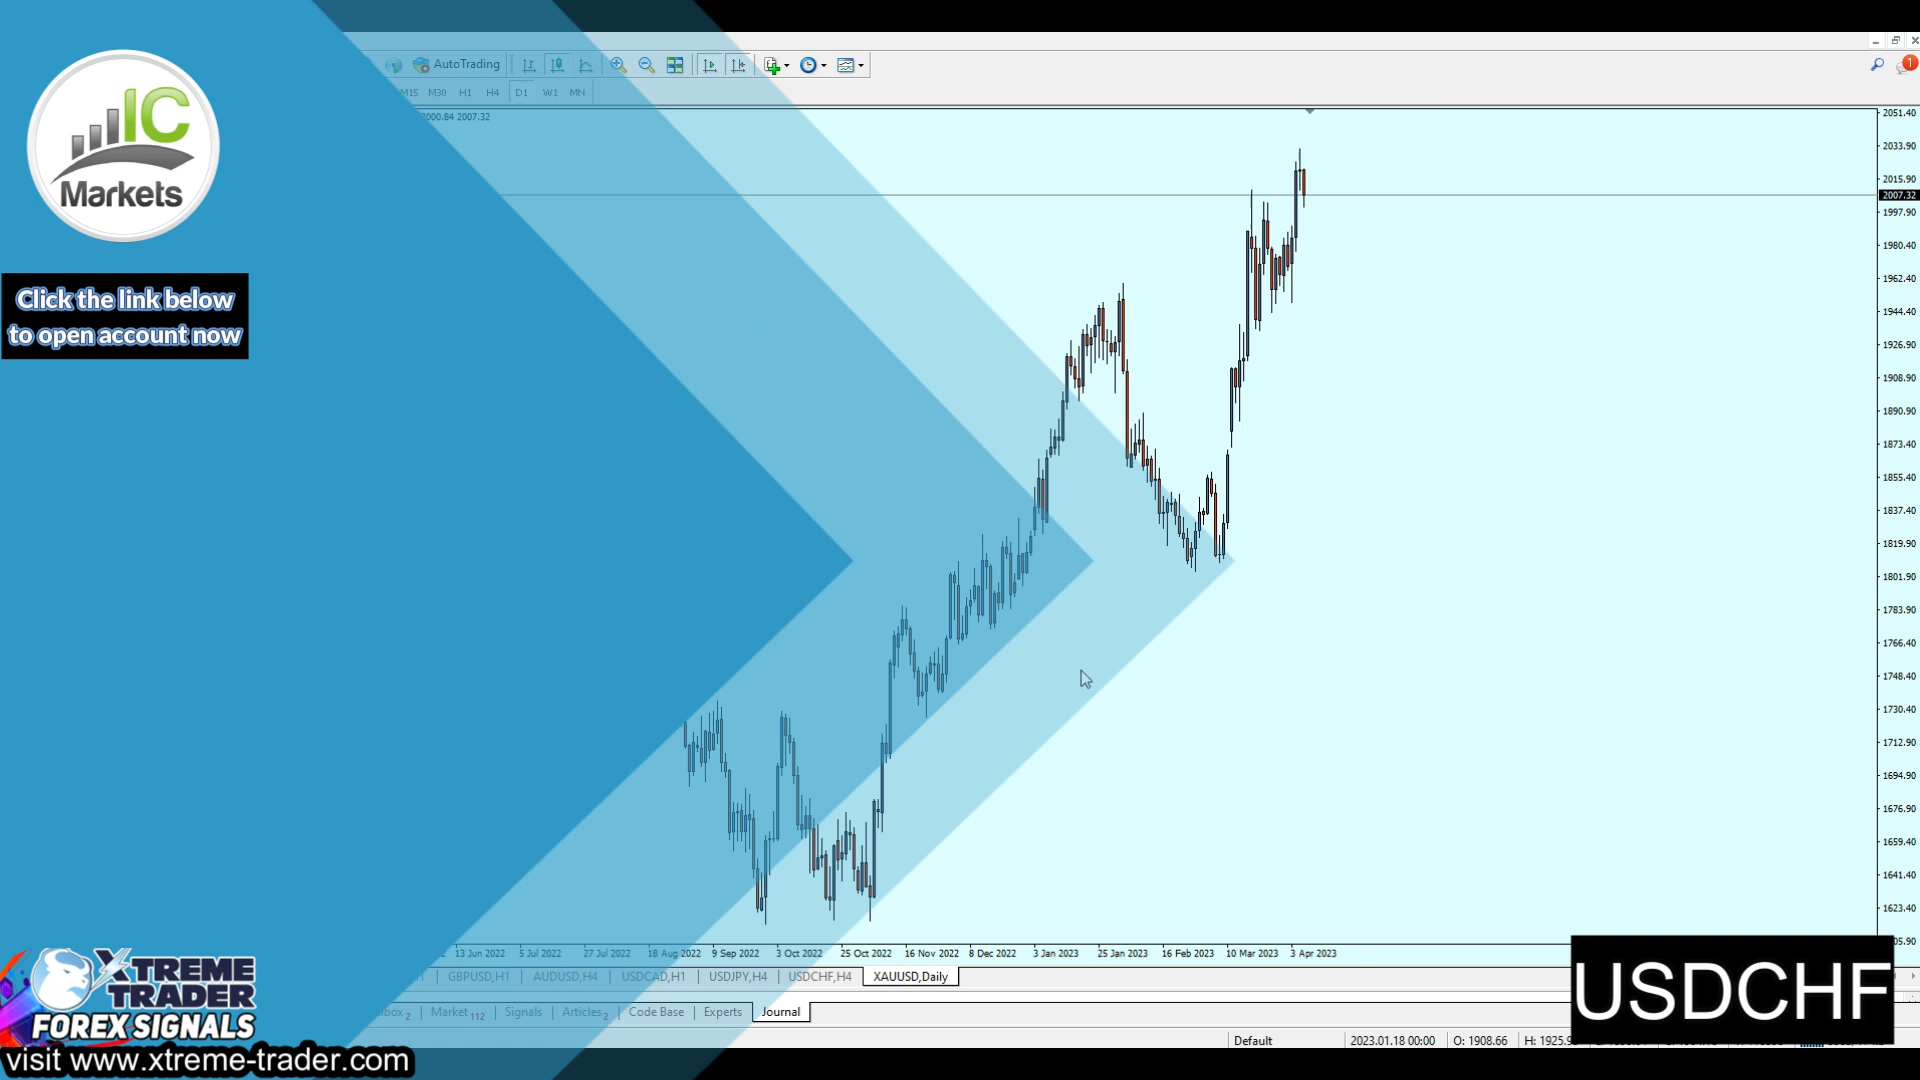 AutoTrading
M15 M30 H1 H4 D1 W1 MN
1
2000.84 2007.32
IC
Markets
Click the link below
to open account now
2051.40
2033.90
2015.90
2007.32
1997.90
1980.40
1962.40
1944.40
1926.90
1908.90
1890.90
1873.40
1855.40
1837.40
1819.90
1801.90
1783.90
1766.40
1748.40
1730.40
1712.90
1694.90
1676.90
1659.40
1641.40
1623.40
13 Jun 2022 5 Jul 2022 27 Jul 2022 18 Aug 2022 9 Sep 2022 3 Oct 2022 25 Oct 2022 16 Nov 2022 8 Dec 2022 3 Jan 2023 25 Jan 2023 16 Feb 2023 10 Mar 2023 3 Apr 2023
GBPUSD,H1 AUDUSD,H4 USDCAD,H1 USDJPY,H4 USDCHF,H4 XAUUSD,Daily
Market 112 Signals Articles 2 Code Base Experts Journal
USDCHF
Default 2023.01.18 00:00 O: 1908.66
XTREME
TRADER
FOREX SIGNALS
visit www.xtreme-trader.com